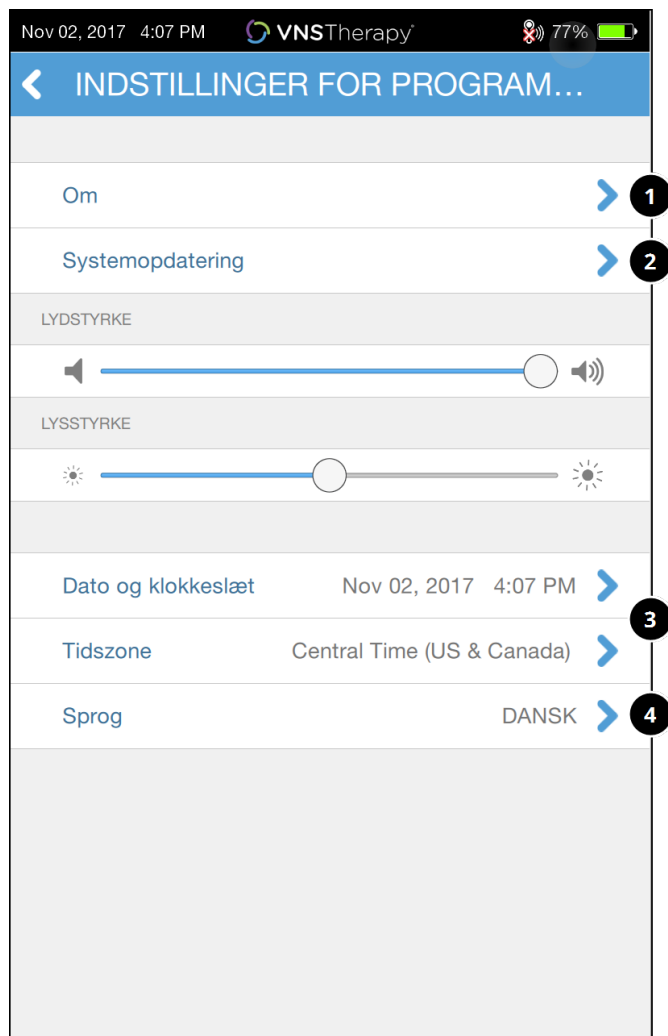 Nov 02, 2017 4:07 PM VNSTherapy 77%
INDSTILLINGER FOR PROGRAM...
Om 1
Systemopdatering 2
LYDSTYRKE
LYSSTYRKE
Dato og klokkeslæt Nov 02, 2017 4:07 PM
3
Tidszone Central Time (US & Canada)
Sprog DANSK 4